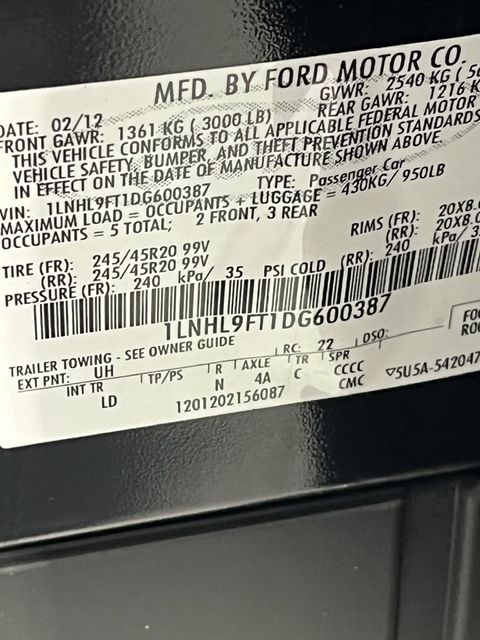 MFD. BY FORD MOTOR CO.
DATE: 02/12 GVWR: 2540 KG (
FRONT GAWR: 1361 KG (3000 LB) REAR GAWR: 1216 K
THIS VEHICLE CONFORMS TO ALL APPLICABLE FEDERAL MOTOR
VEHICLE SAFETY, BUMPER, AND THEFT PREVENTION STANDARDS
IN EFFECT ON THE DATE OF MANUFACTURE SHOWN ABOVE.
VIN: 1LNHL9FT1DG600387 TYPE: Passenger Car
MAXIMUM LOAD = OCCUPANTS + LUGGAGE = 430KG/ 950LB
OCCUPANTS = 5 TOTAL; 2 FRONT, 3 REAR
TIRE (FR): 245/45R20 99V RIMS (FR): 20X8.
(RR): 245/45R20 99V (RR): 20X8.
PRESSURE (FR): 240 kPa/ 35 PSI COLD (RR): 240 kPa/
1LNHL9FT1DG600387
TRAILER TOWING - SEE OWNER GUIDE RC: 22 DSO:
EXT PNT: UH
INT TR TP/PS R AXLE TR SPR
LD N 4A C CCCC
CMC
1201202156087 ▽5U5A-542047